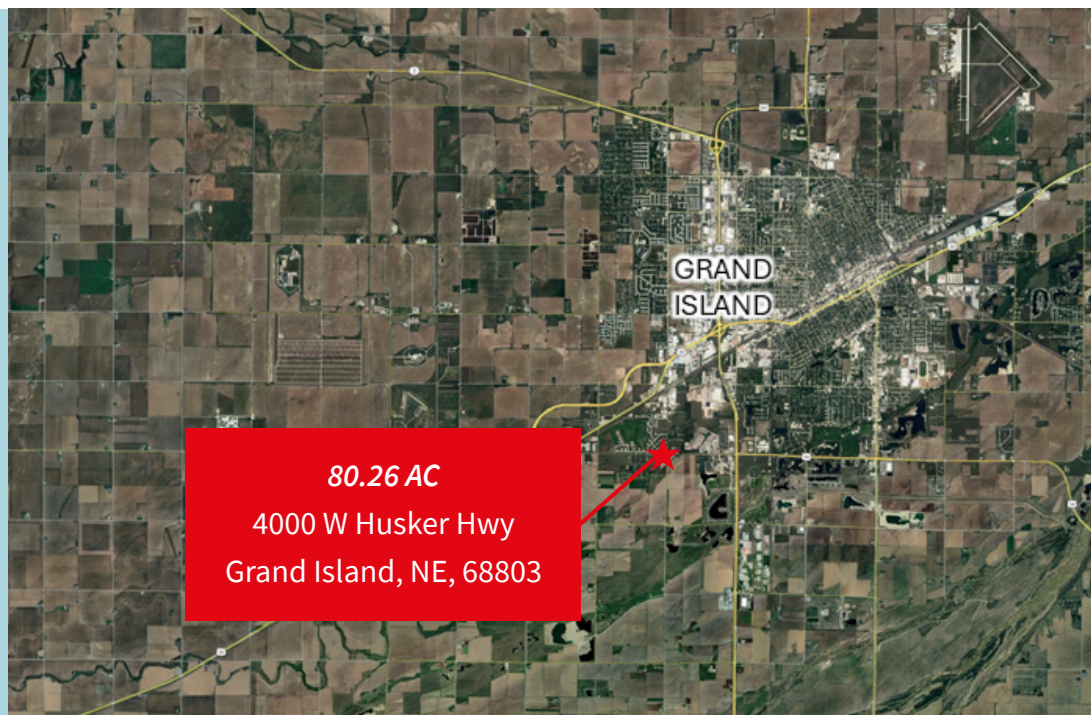 GRAND
ISLAND
80.26 AC
4000 W Husker Hwy
Grand Island, NE, 68803